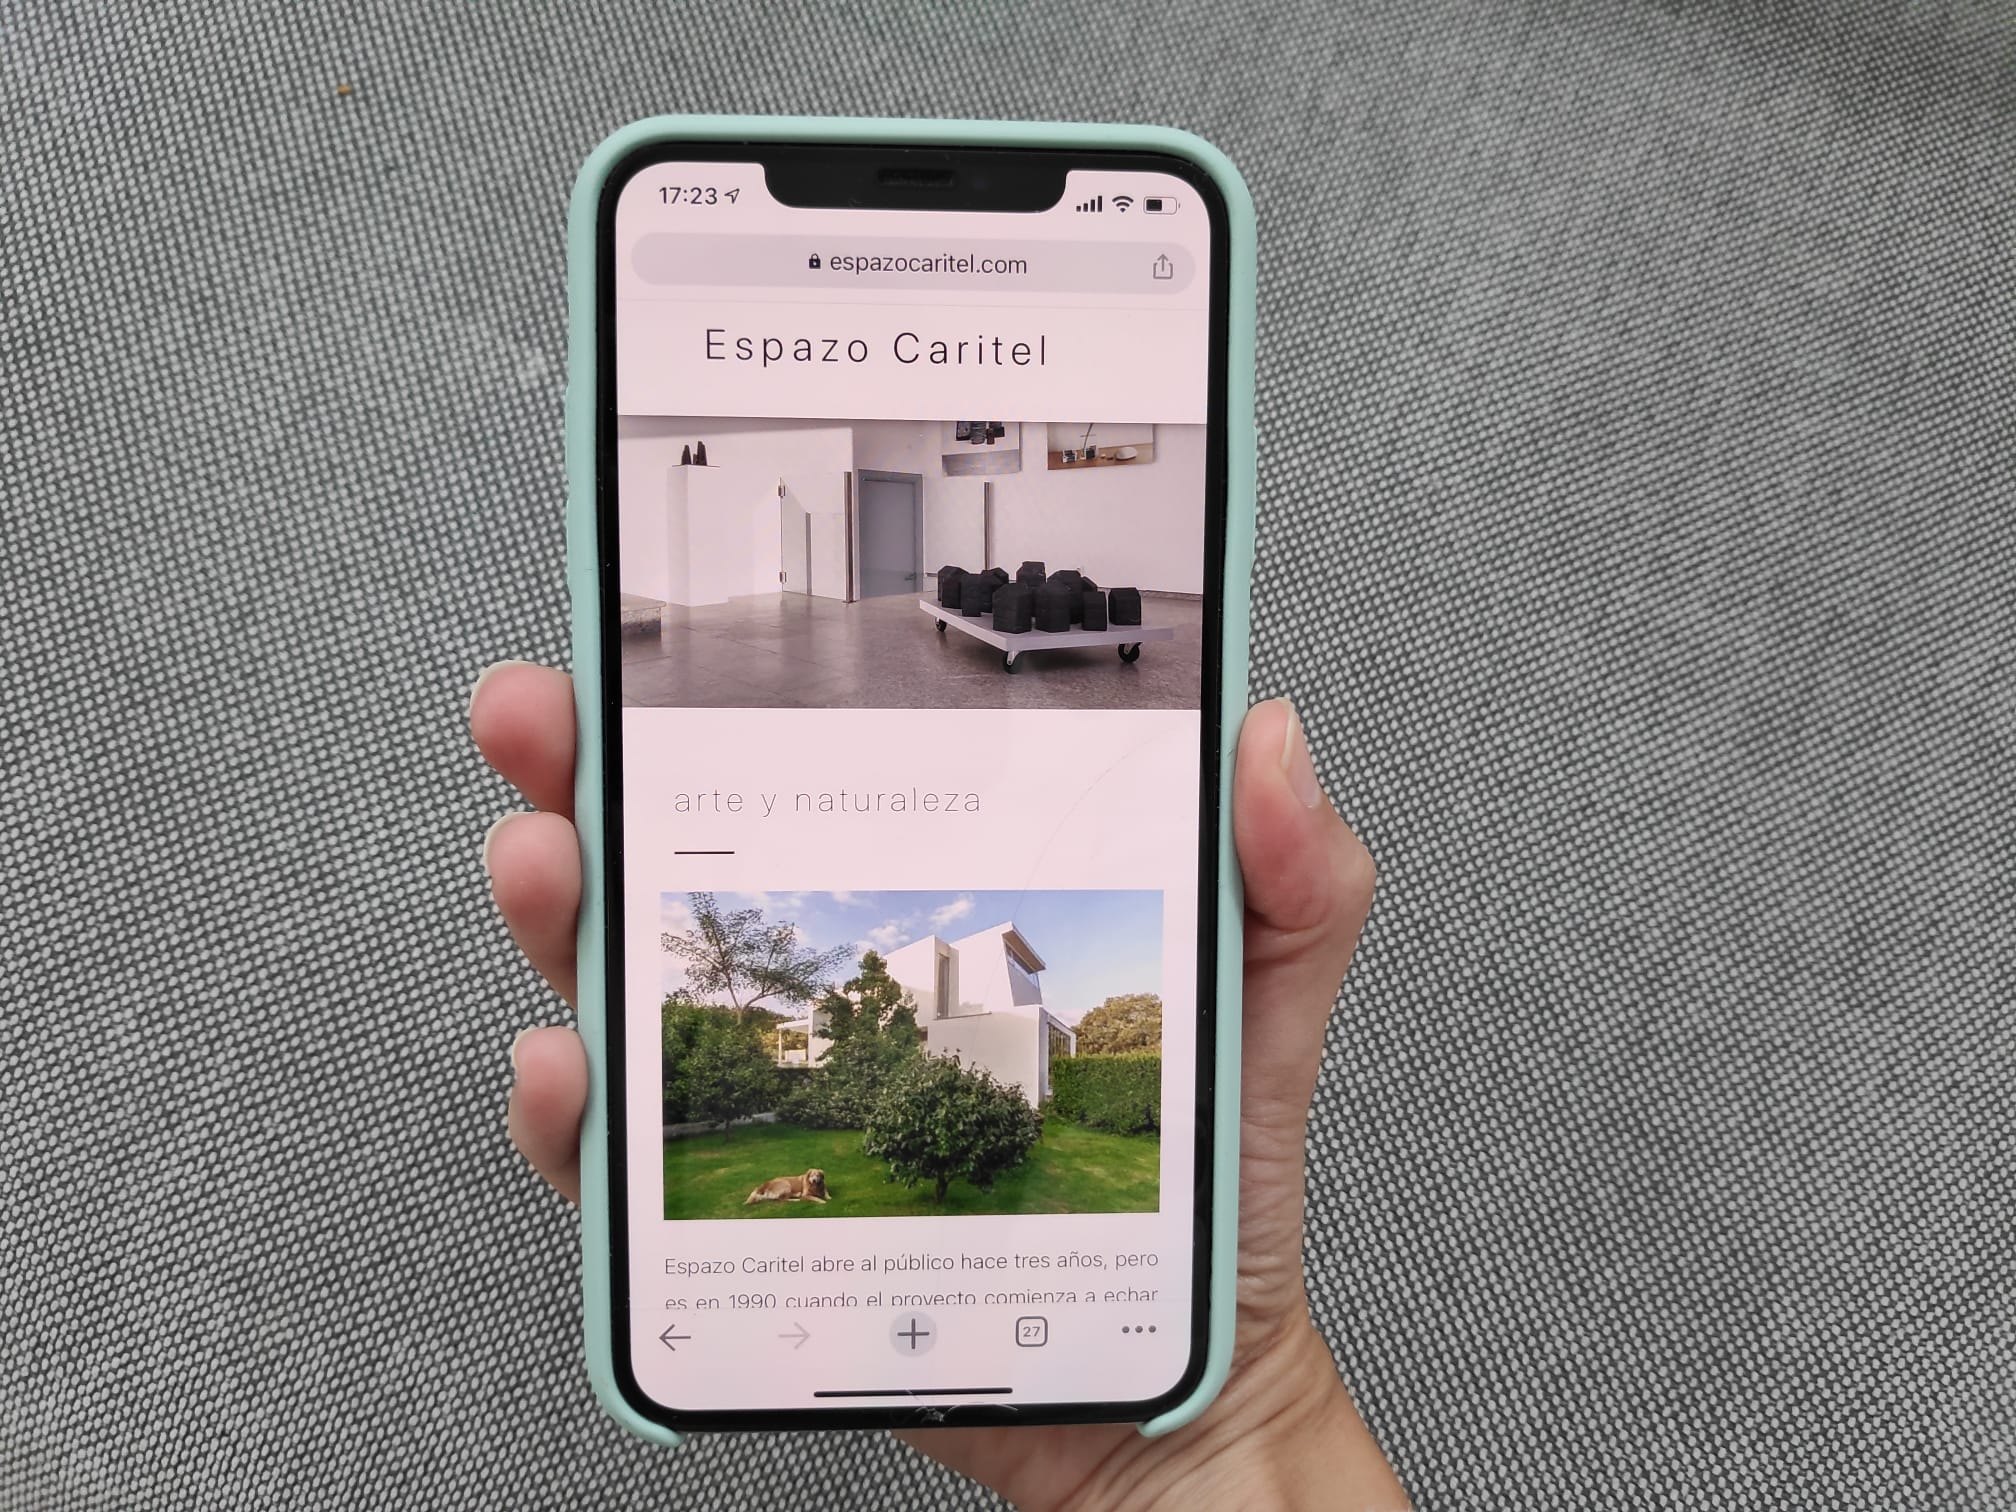 17:23
espazocaritel.com
Espazo Caritel
arte y naturaleza
Espazo Caritel abre al público hace tres años, pero
es en 1990 cuando el proyecto comienza a echar
27